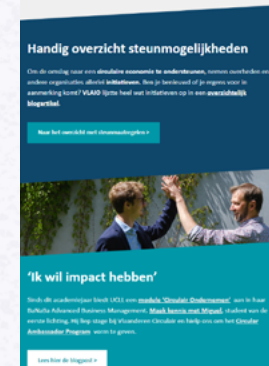 Handig overzicht steunmogelijkheden
Om de omslag naar een circulaire economie te ondersteunen, nemen overheden en
andere organisaties allerlei initiatieven. Ben je benieuwd of je ergens voor in
aanmerking komt? VLAIO lijstte heel wat initiatieven op in een overzichtelijk
blogartikel.
Naar het overzicht met steunmaatregelen >
‘Ik wil impact hebben’
Sinds dit academiejaar biedt UCLL een module 'Circulair Ondernemen' aan in haar
BaNaBa Advanced Business Management. Maak kennis met Miguel, student van de
eerste lichting. Hij liep stage bij Vlaanderen Circulair en hielp ons om het Circular
Ambassador Program vorm te geven.
Lees hier de blogpost >